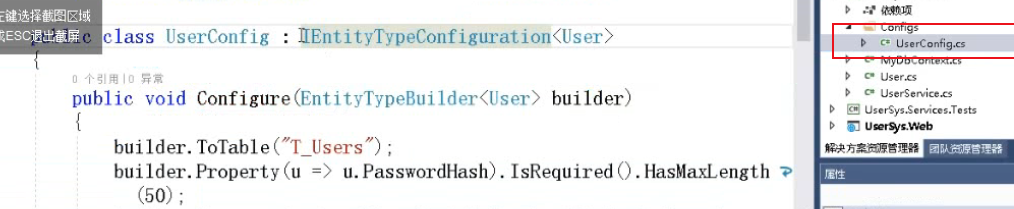 左键选择截图区域
ESC退出截屏
public class UserConfig : IEntityTypeConfiguration<User>
{
0 个引用|0 异常
public void Configure(EntityTypeBuilder<User> builder)
{
builder.ToTable("T_Users");
builder.Property(u => u.PasswordHash).IsRequired().HasMaxLength
(50);
依赖项
Configs
UserConfig.cs
MyDbContext.cs
User.cs
UserService.cs
UserSys.Services.Tests
UserSys.Web
解决方案资源管理器 团队资源管理器
属性